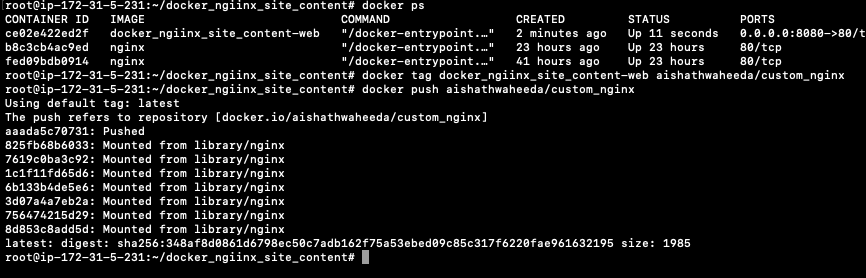 root@ip-172-31-5-231:~/docker_ngiinx_site_content# docker ps
CONTAINER ID   IMAGE                            COMMAND                  CREATED         STATUS          PORTS
ce02e422ed2f   docker_ngiinx_site_content-web   "/docker-entrypoint.…"   2 minutes ago   Up 11 seconds   0.0.0.0:8080->80/t
b8c3cb4ac9ed   nginx                            "/docker-entrypoint.…"   23 hours ago    Up 23 hours     80/tcp
fed09bdb0914   nginx                            "/docker-entrypoint.…"   41 hours ago    Up 23 hours     80/tcp
root@ip-172-31-5-231:~/docker_ngiinx_site_content# docker tag docker_ngiinx_site_content-web aishathwaheeda/custom_nginx
root@ip-172-31-5-231:~/docker_ngiinx_site_content# docker push aishathwaheeda/custom_nginx
Using default tag: latest
The push refers to repository [docker.io/aishathwaheeda/custom_nginx]
aaada5c70731: Pushed
825fb68b6033: Mounted from library/nginx
7619c0ba3c92: Mounted from library/nginx
1c1f11fd65d6: Mounted from library/nginx
6b133b4de5e6: Mounted from library/nginx
3d07a4a7eb2a: Mounted from library/nginx
756474215d29: Mounted from library/nginx
8d853c8add5d: Mounted from library/nginx
latest: digest: sha256:348af8d0861d6798ec50c7adb162f75a53ebed09c85c317f6220fae961632195 size: 1985
root@ip-172-31-5-231:~/docker_ngiinx_site_content#